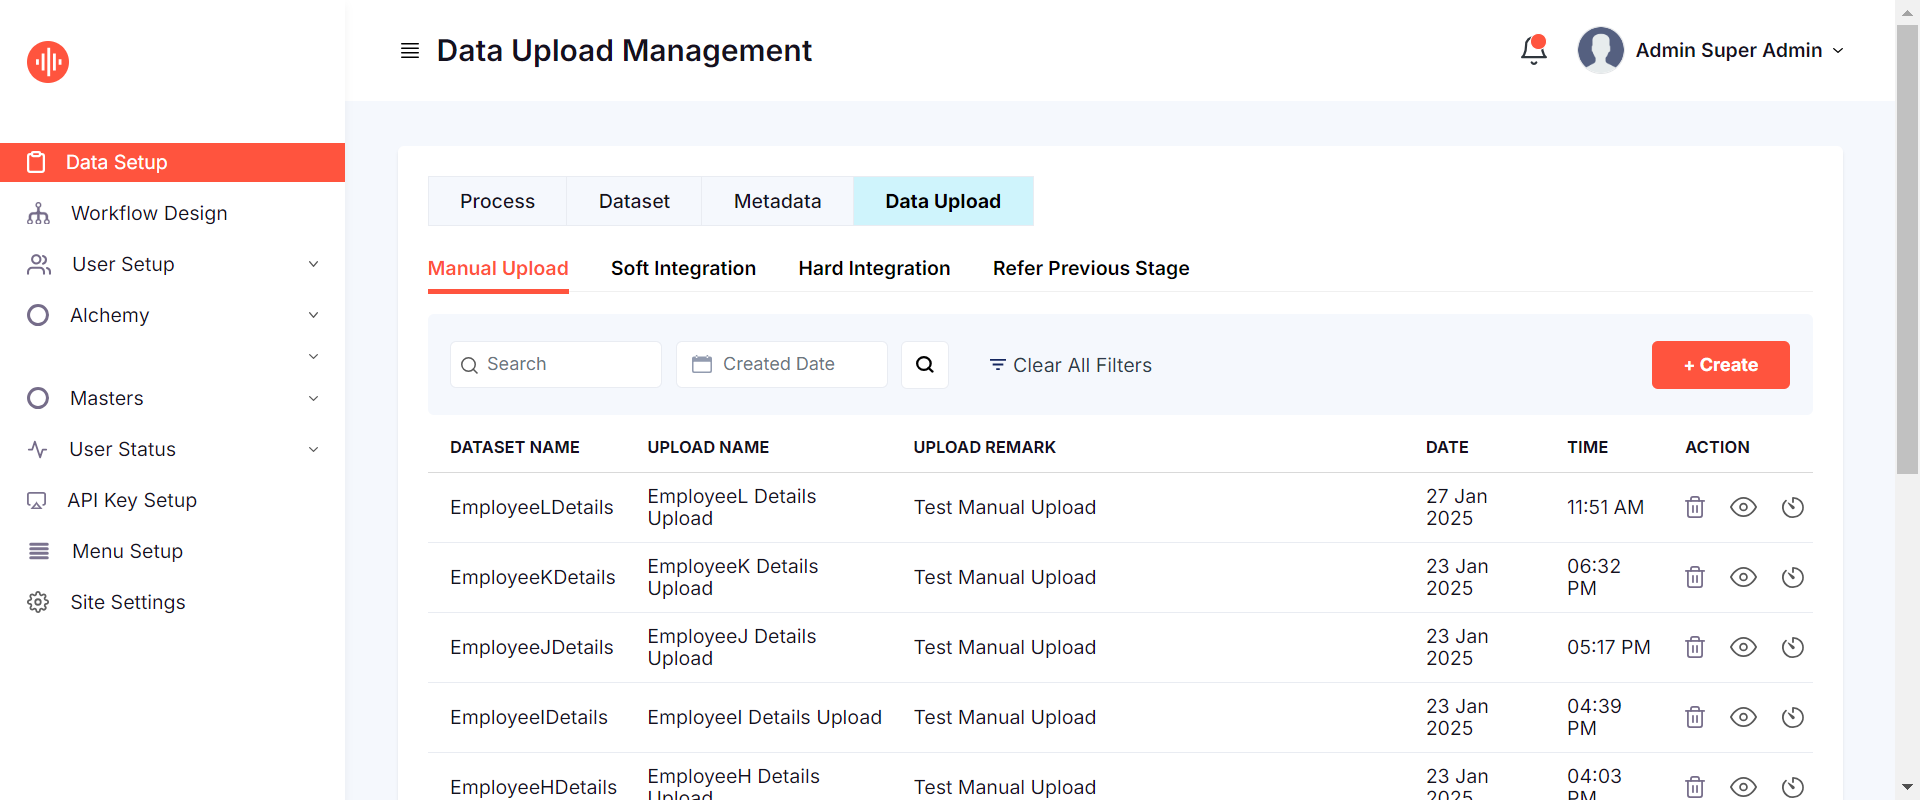 Data Upload Management
Admin Super Admin
Data Setup
Workflow Design
User Setup
Alchemy
Masters
User Status
API Key Setup
Menu Setup
Site Settings
Process Dataset Metadata Data Upload
Manual Upload Soft Integration Hard Integration Refer Previous Stage
Search Created Date Clear All Filters + Create
DATASET NAME UPLOAD NAME UPLOAD REMARK DATE TIME ACTION
EmployeeLDetails EmployeeL Details Upload Test Manual Upload 27 Jan 2025 11:51 AM
EmployeeKDetails EmployeeK Details Upload Test Manual Upload 23 Jan 2025 06:32 PM
EmployeeJDetails EmployeeJ Details Upload Test Manual Upload 23 Jan 2025 05:17 PM
EmployeeIDetails EmployeeI Details Upload Test Manual Upload 23 Jan 2025 04:39 PM
EmployeeHDetails EmployeeH Details Upload Test Manual Upload 23 Jan 2025 04:03 PM